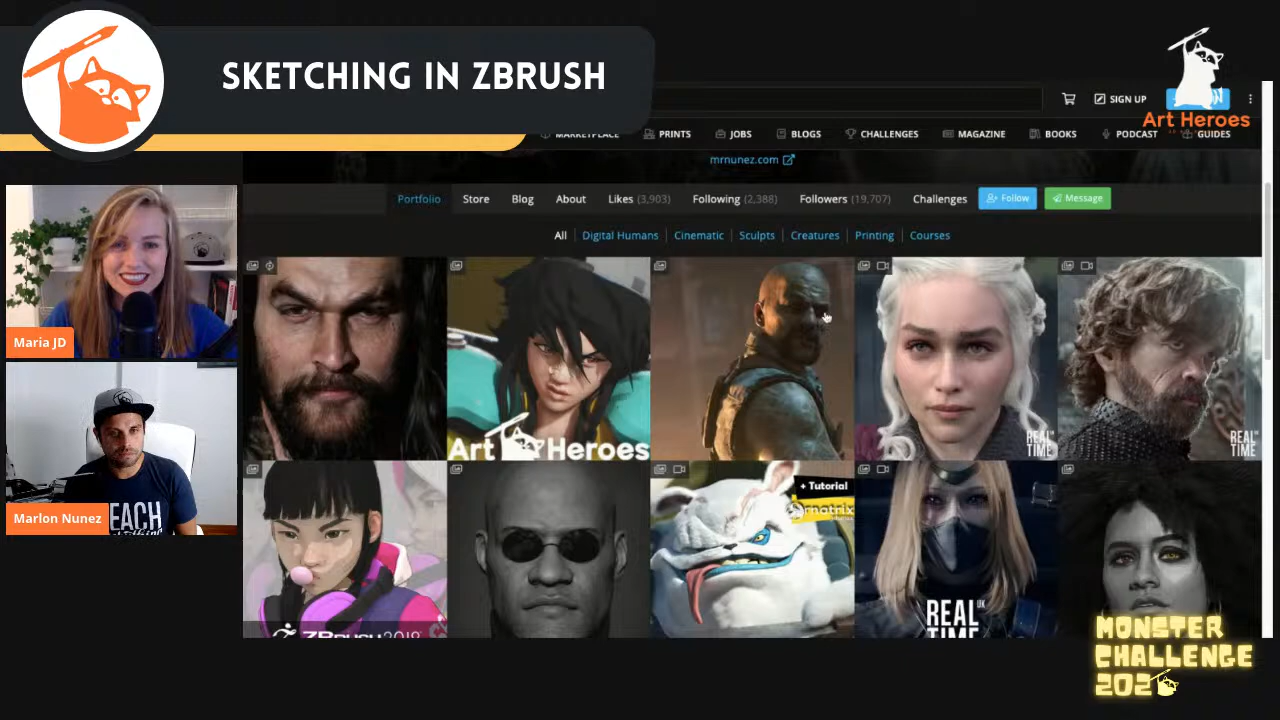 SKETCHING IN ZBRUSH
Art Heroes
SIGN UP
MARKETPLACE PRINTS JOBS BLOGS CHALLENGES MAGAZINE BOOKS PODCAST GUIDES
mrnunez.com
Portfolio Store Blog About Likes (3,903) Following (2,388) Followers (19,707) Challenges Follow Message
All Digital Humans Cinematic Sculpts Creatures Printing Courses
Maria JD
Art Heroes
REAL TIME
REAL TIME
Marlon Nunez
EACH
+ Tutorial
ZBRUSH 2018
REAL TIME
MONSTER
CHALLENGE
202